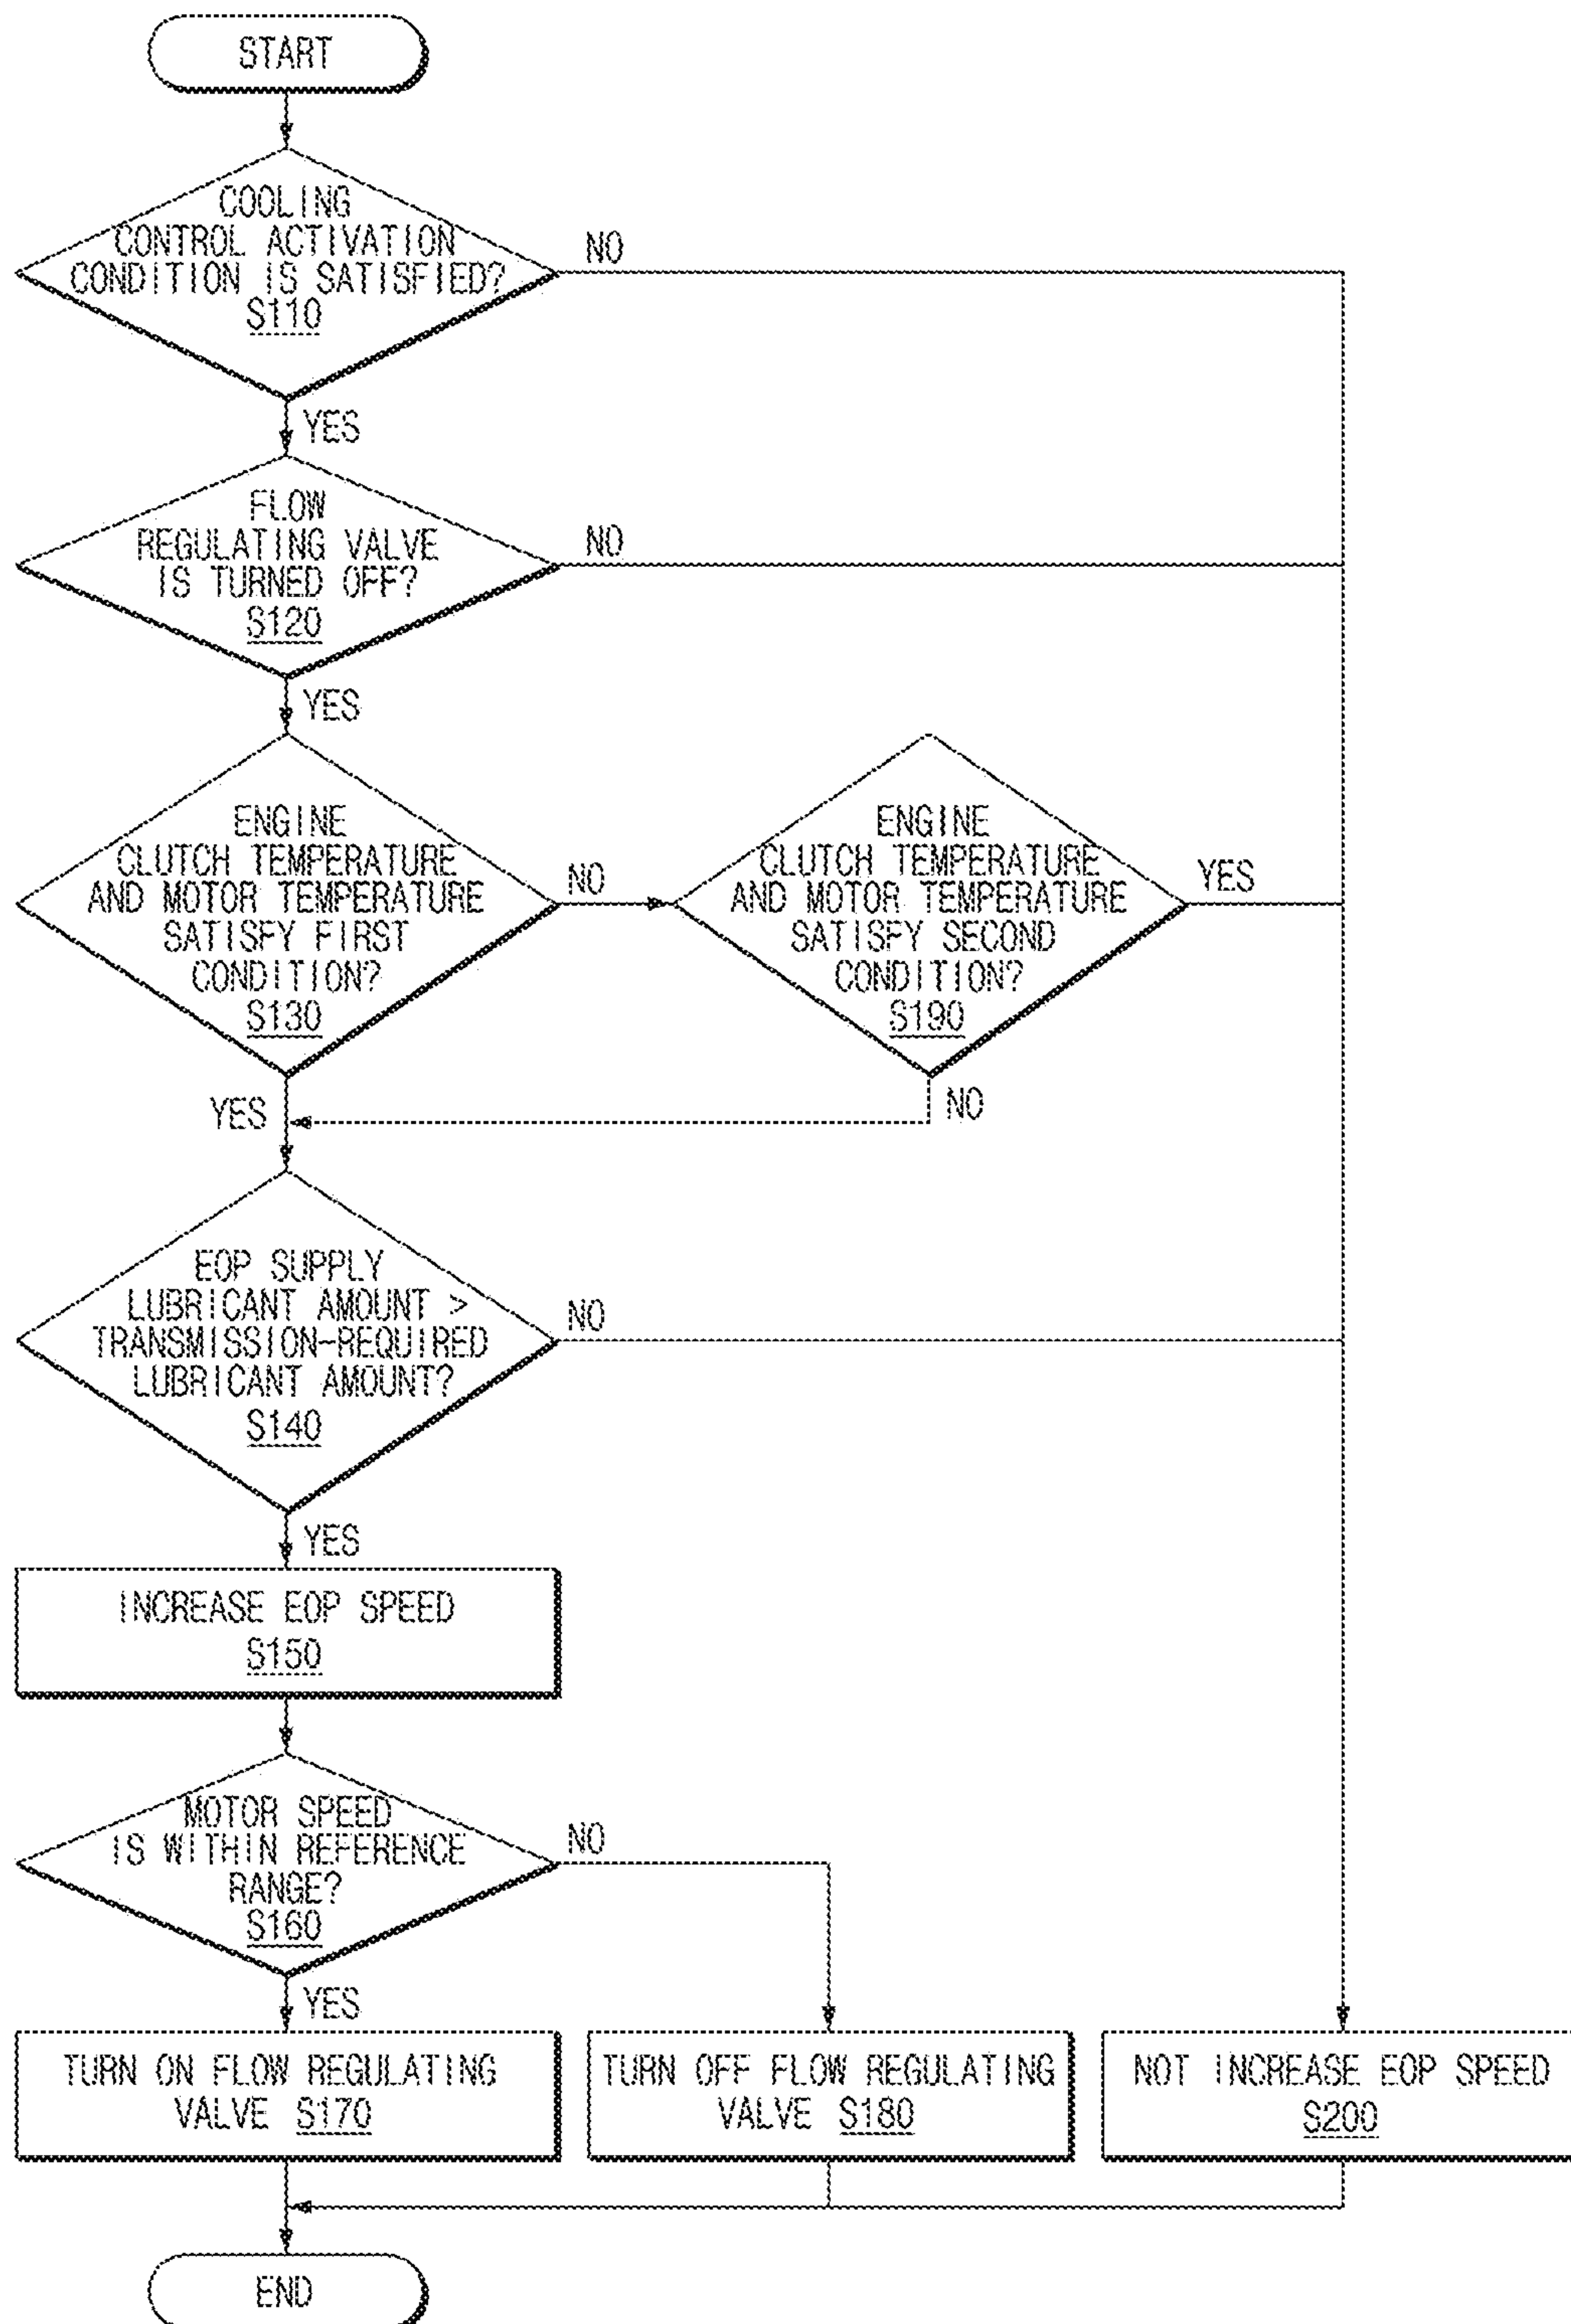 START
COOLING
CONTROL ACTIVATION
CONDITION IS SATISFIED?
S110
NO
YES
FLOW
REGULATING VALVE
IS TURNED OFF?
S120
NO
YES
ENGINE
CLUTCH TEMPERATURE
AND MOTOR TEMPERATURE
SATISFY FIRST
CONDITION?
S130
NO
ENGINE
CLUTCH TEMPERATURE
AND MOTOR TEMPERATURE
SATISFY SECOND
CONDITION?
S190
YES
YES
NO
EOP SUPPLY
LUBRICANT AMOUNT >
TRANSMISSION-REQUIRED
LUBRICANT AMOUNT?
S140
NO
YES
INCREASE EOP SPEED
S150
MOTOR SPEED
IS WITHIN REFERENCE
RANGE?
S160
NO
YES
TURN ON FLOW REGULATING
VALVE S170
TURN OFF FLOW REGULATING
VALVE S180
NOT INCREASE EOP SPEED
S200
END